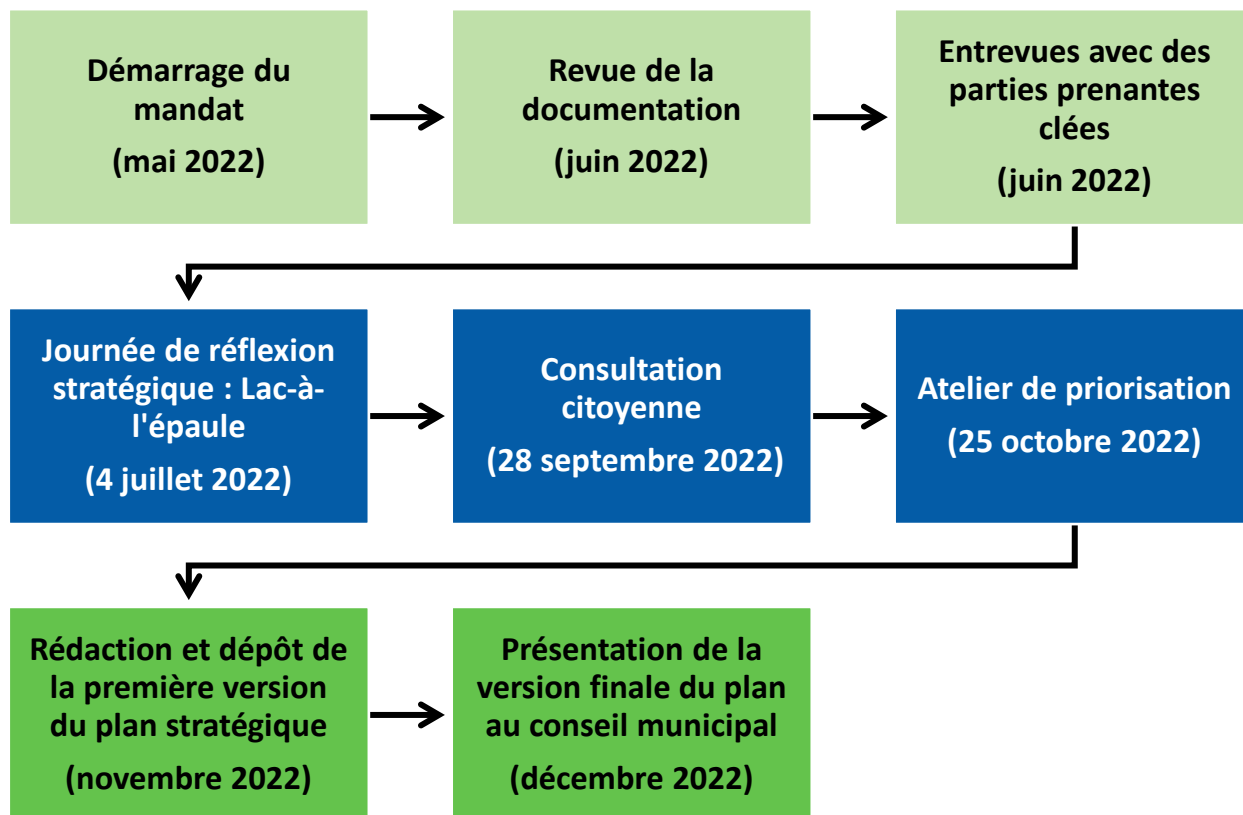 Démarrage du
mandat
(mai 2022)
Revue de la
documentation
(juin 2022)
Entrevues avec des
parties prenantes
clées
(juin 2022)
Journée de réflexion
stratégique : Lac-à-
l'épaule
(4 juillet 2022)
Consultation
citoyenne
(28 septembre 2022)
Atelier de priorisation
(25 octobre 2022)
Rédaction et dépôt de
la première version
du plan stratégique
(novembre 2022)
Présentation de la
version finale du plan
au conseil municipal
(décembre 2022)